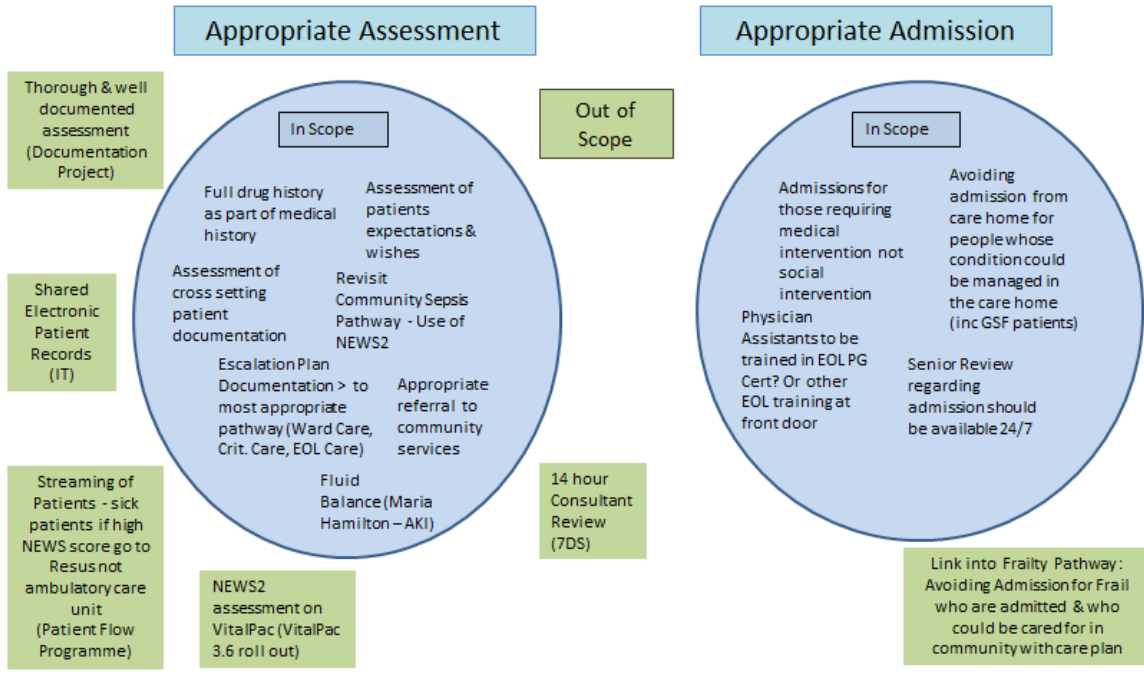 Appropriate Assessment
Appropriate Admission
Thorough & well
documented
assessment
(Documentation
Project)
Shared
Electronic
Patient
Records
(IT)
Streaming of
Patients - sick
patients if high
NEWS score go to
Resus not
ambulatory care
unit
(Patient Flow
Programme)
In Scope
Full drug history
as part of medical
history
Assessment of
patients
expectations &
wishes
Assessment of
cross setting
patient
documentation
Revisit
Community Sepsis
Pathway - Use of
NEWS2
Escalation Plan
Documentation > to
most appropriate
pathway (Ward Care,
Crit. Care, EOL Care)
Appropriate
referral to
community
services
Fluid
Balance (Maria
Hamilton – AKI)
NEWS2
assessment on
VitalPac (VitalPac
3.6 roll out)
Out of
Scope
14 hour
Consultant
Review
(7DS)
In Scope
Admissions for
those requiring
medical
intervention not
social
intervention
Avoiding
admission from
care home for
people whose
condition could
be managed in
the care home
(inc GSF patients)
Physician
Assistants to be
trained in EOL PG
Cert? Or other
EOL training at
front door
Senior Review
regarding
admission should
be available 24/7
Link into Frailty Pathway:
Avoiding Admission for Frail
who are admitted & who
could be cared for in
community with care plan